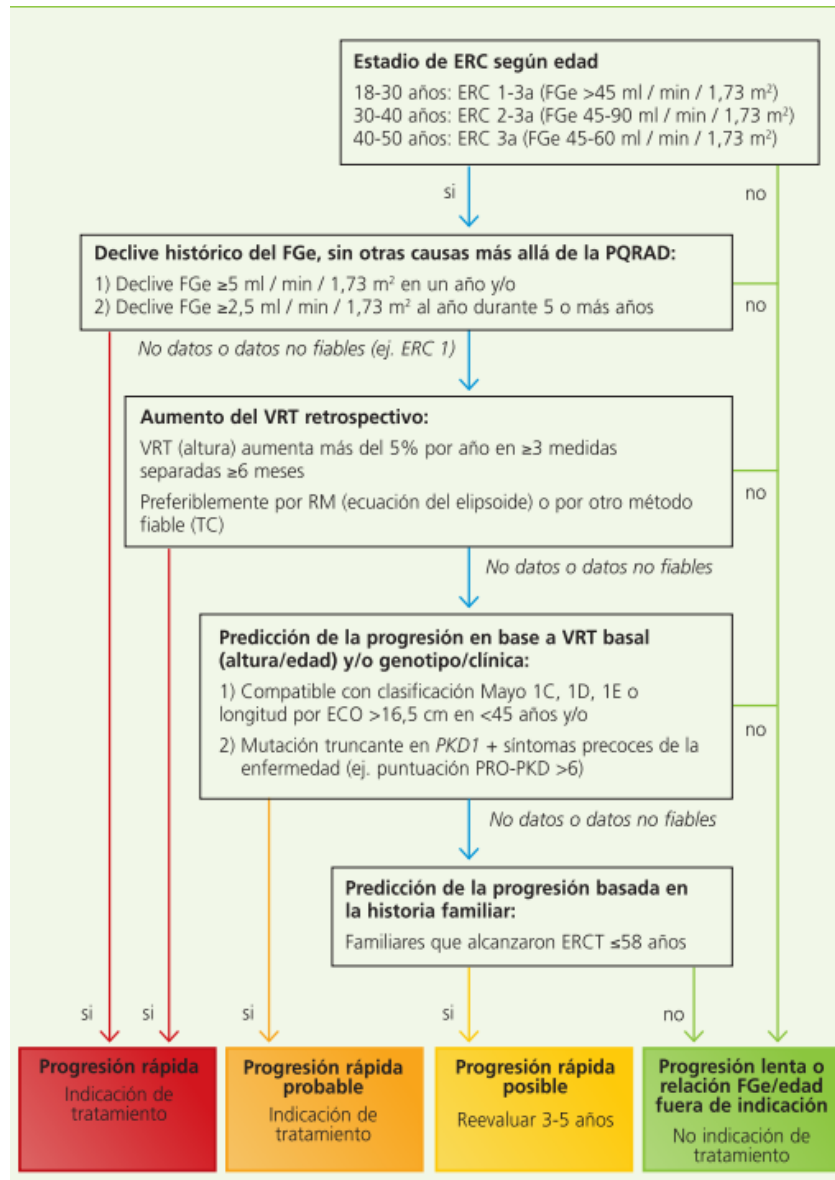 Estadio de ERC según edad
18-30 años: ERC 1-3a (FGe >45 ml / min / 1,73 m²)
30-40 años: ERC 2-3a (FGe 45-90 ml / min / 1,73 m²)
40-50 años: ERC 3a (FGe 45-60 ml / min / 1,73 m²)
si
no
Declive histórico del FGe, sin otras causas más allá de la PQRAD:
1) Declive FGe ≥5 ml / min / 1,73 m² en un año y/o
2) Declive FGe ≥2,5 ml / min / 1,73 m² al año durante 5 o más años
no
No datos o datos no fiables (ej. ERC 1)
Aumento del VRT retrospectivo:
VRT (altura) aumenta más del 5% por año en ≥3 medidas
separadas ≥6 meses
Preferiblemente por RM (ecuación del elipsoide) o por otro método
fiable (TC)
no
No datos o datos no fiables
Predicción de la progresión en base a VRT basal
(altura/edad) y/o genotipo/clínica:
1) Compatible con clasificación Mayo 1C, 1D, 1E o
longitud por ECO >16,5 cm en <45 años y/o
2) Mutación truncante en PKD1 + síntomas precoces de la
enfermedad (ej. puntuación PRO-PKD >6)
no
No datos o datos no fiables
Predicción de la progresión basada en
la historia familiar:
Familiares que alcanzaron ERCT ≤58 años
si
si
si
si
no
Progresión rápida
Indicación de
tratamiento
Progresión rápida
probable
Indicación de
tratamiento
Progresión rápida
posible
Reevaluar 3-5 años
Progresión lenta o
relación FGe/edad
fuera de indicación
No indicación de
tratamiento